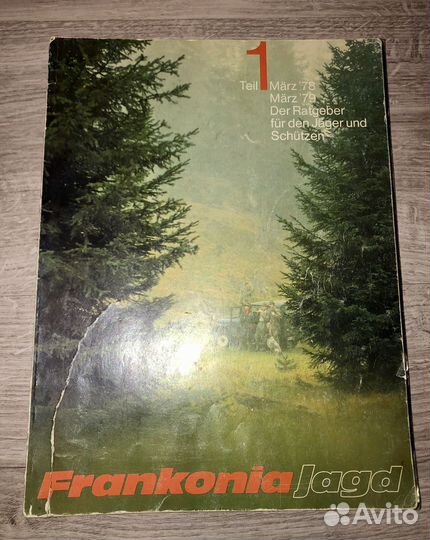 Teil 1 März '78
März '79
Der Ratgeber
für den Jäger und
Schützen
Frankonia Jagd
Avito